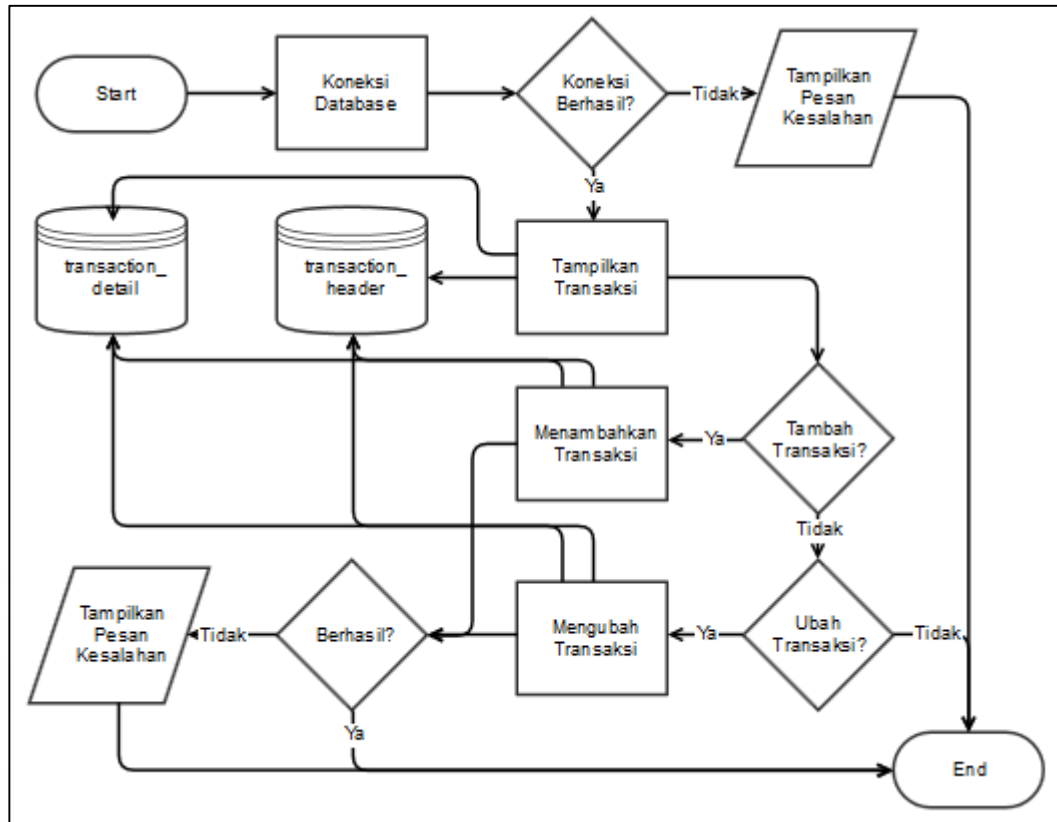 Start
Koneksi
Database
Koneksi
Berhasil?
Tidak
Tampilkan
Pesan
Kesalahan
Ya
transaction_
detail
transaction_
header
Tampilkan
Transaksi
Menambahkan
Transaksi
Ya
Tambah
Transaksi?
Tidak
Tampilkan
Pesan
Kesalahan
Tidak
Berhasil?
Mengubah
Transaksi
Ya
Ubah
Transaksi?
Tidak
Ya
End